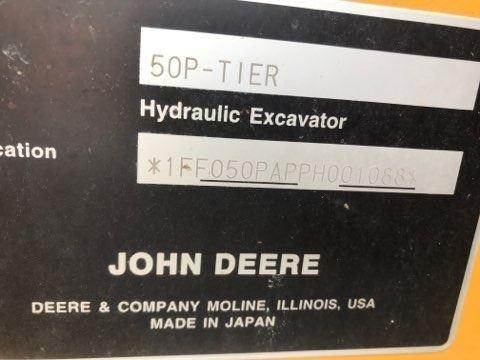 50P-TIER
Hydraulic Excavator
cation
*1FF050PAPPH001088*
JOHN DEERE
DEERE & COMPANY MOLINE, ILLINOIS, USA
MADE IN JAPAN